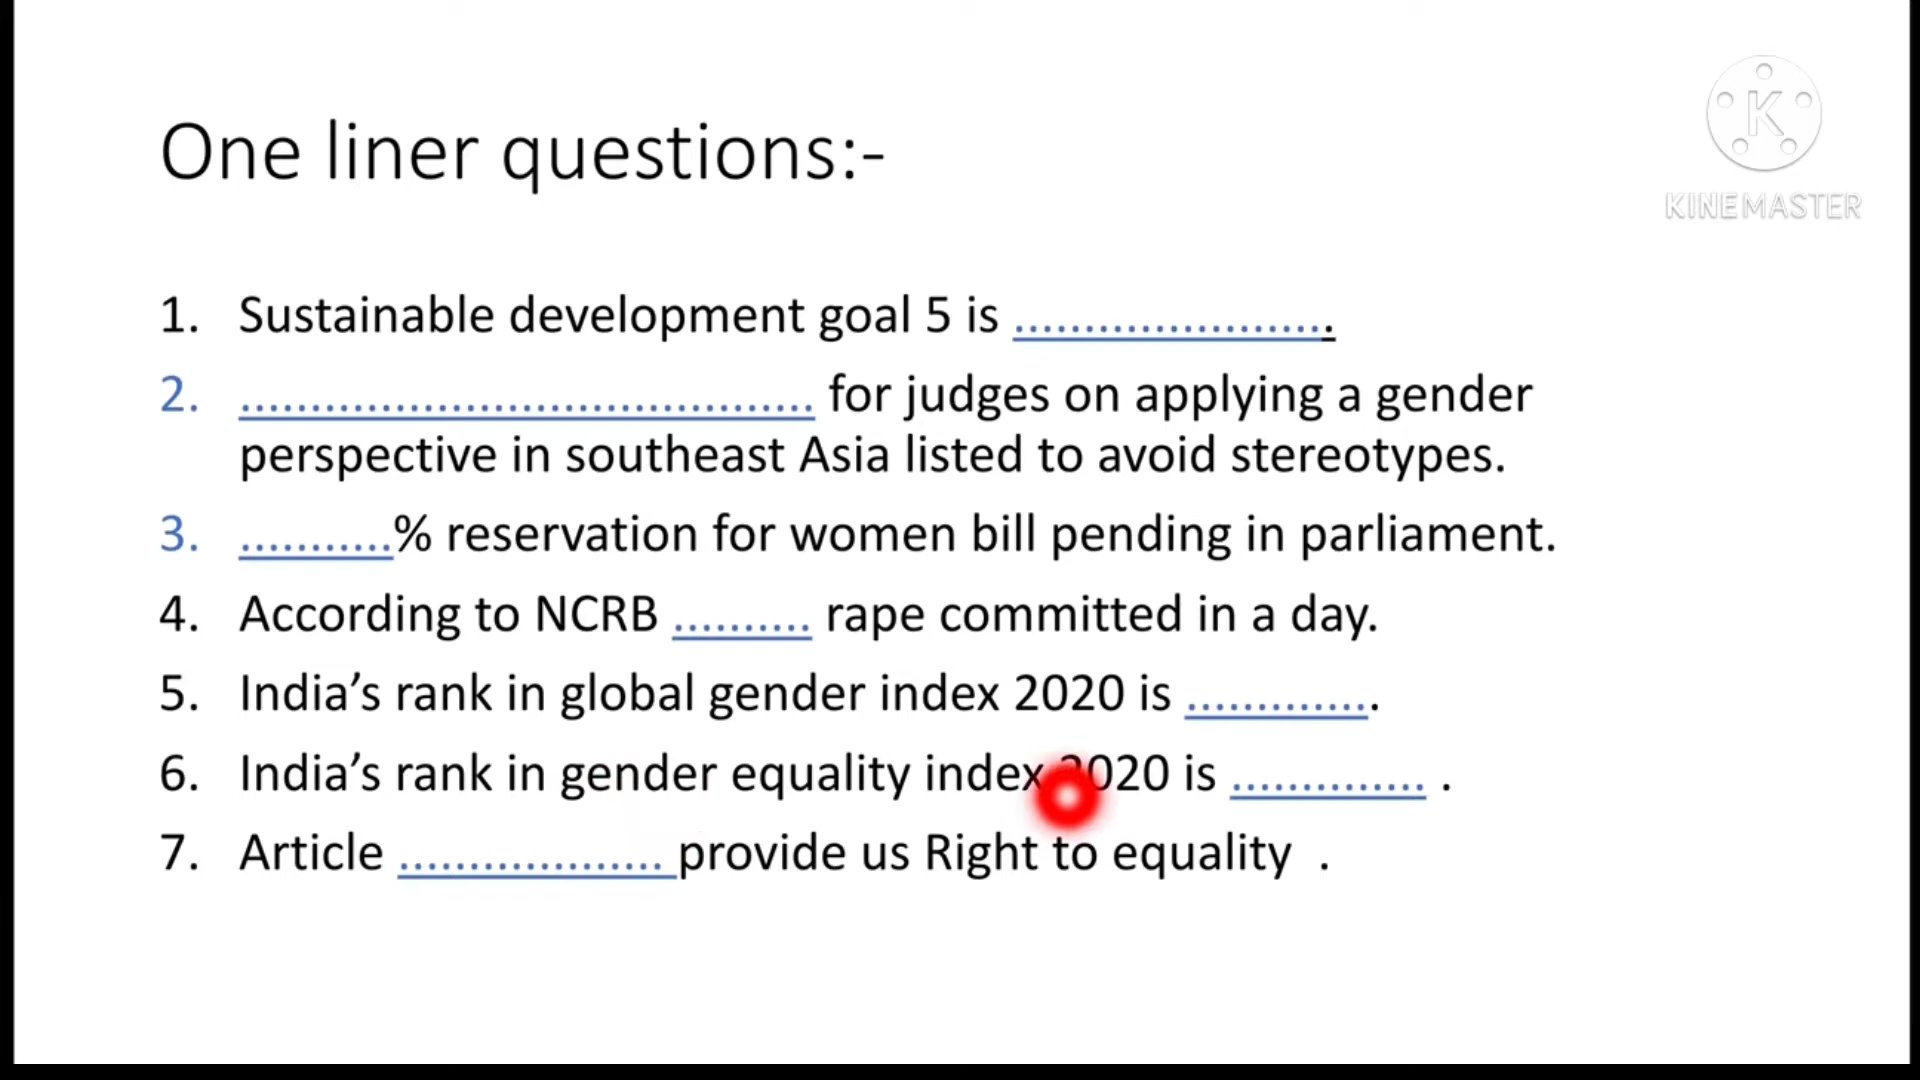 One liner questions:-
K
KINEMASTER
1. Sustainable development goal 5 is .......................
2. ......................................... for judges on applying a gender
perspective in southeast Asia listed to avoid stereotypes.
3. ...........% reservation for women bill pending in parliament.
4. According to NCRB .......... rape committed in a day.
5. India’s rank in global gender index 2020 is ..............
6. India’s rank in gender equality index 2020 is .............. .
7. Article ................... provide us Right to equality .